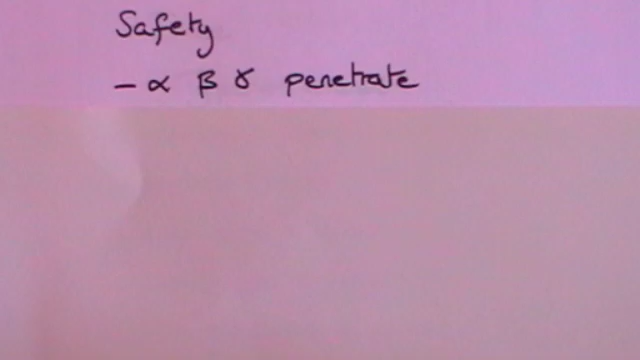 Safety
- α β γ penetrate